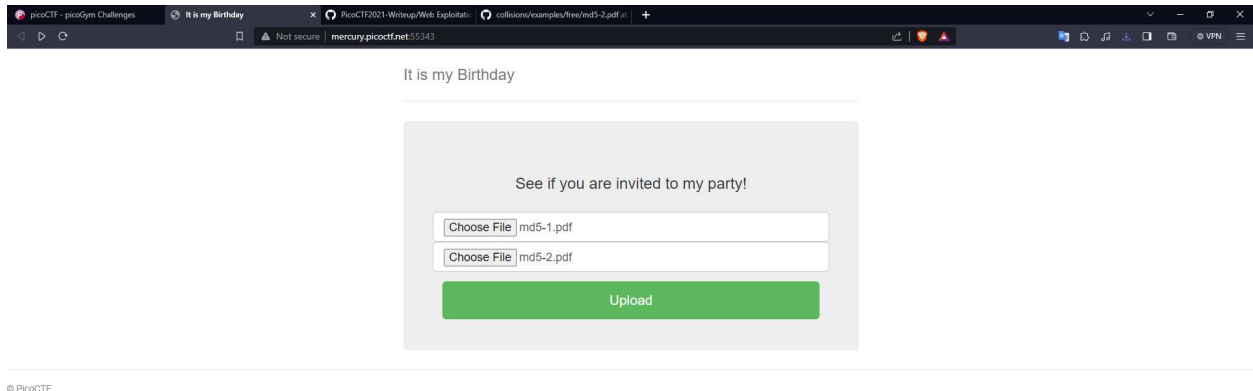 picoCTF - picoGym Challenges
It is my Birthday
PicoCTF2021-Writeup/Web Exploitatio
collisions/examples/free/md5-2.pdf at
Not secure
mercury.picoctf.net:55343
VPN
It is my Birthday
See if you are invited to my party!
Choose File md5-1.pdf
Choose File md5-2.pdf
Upload
© PicoCTF